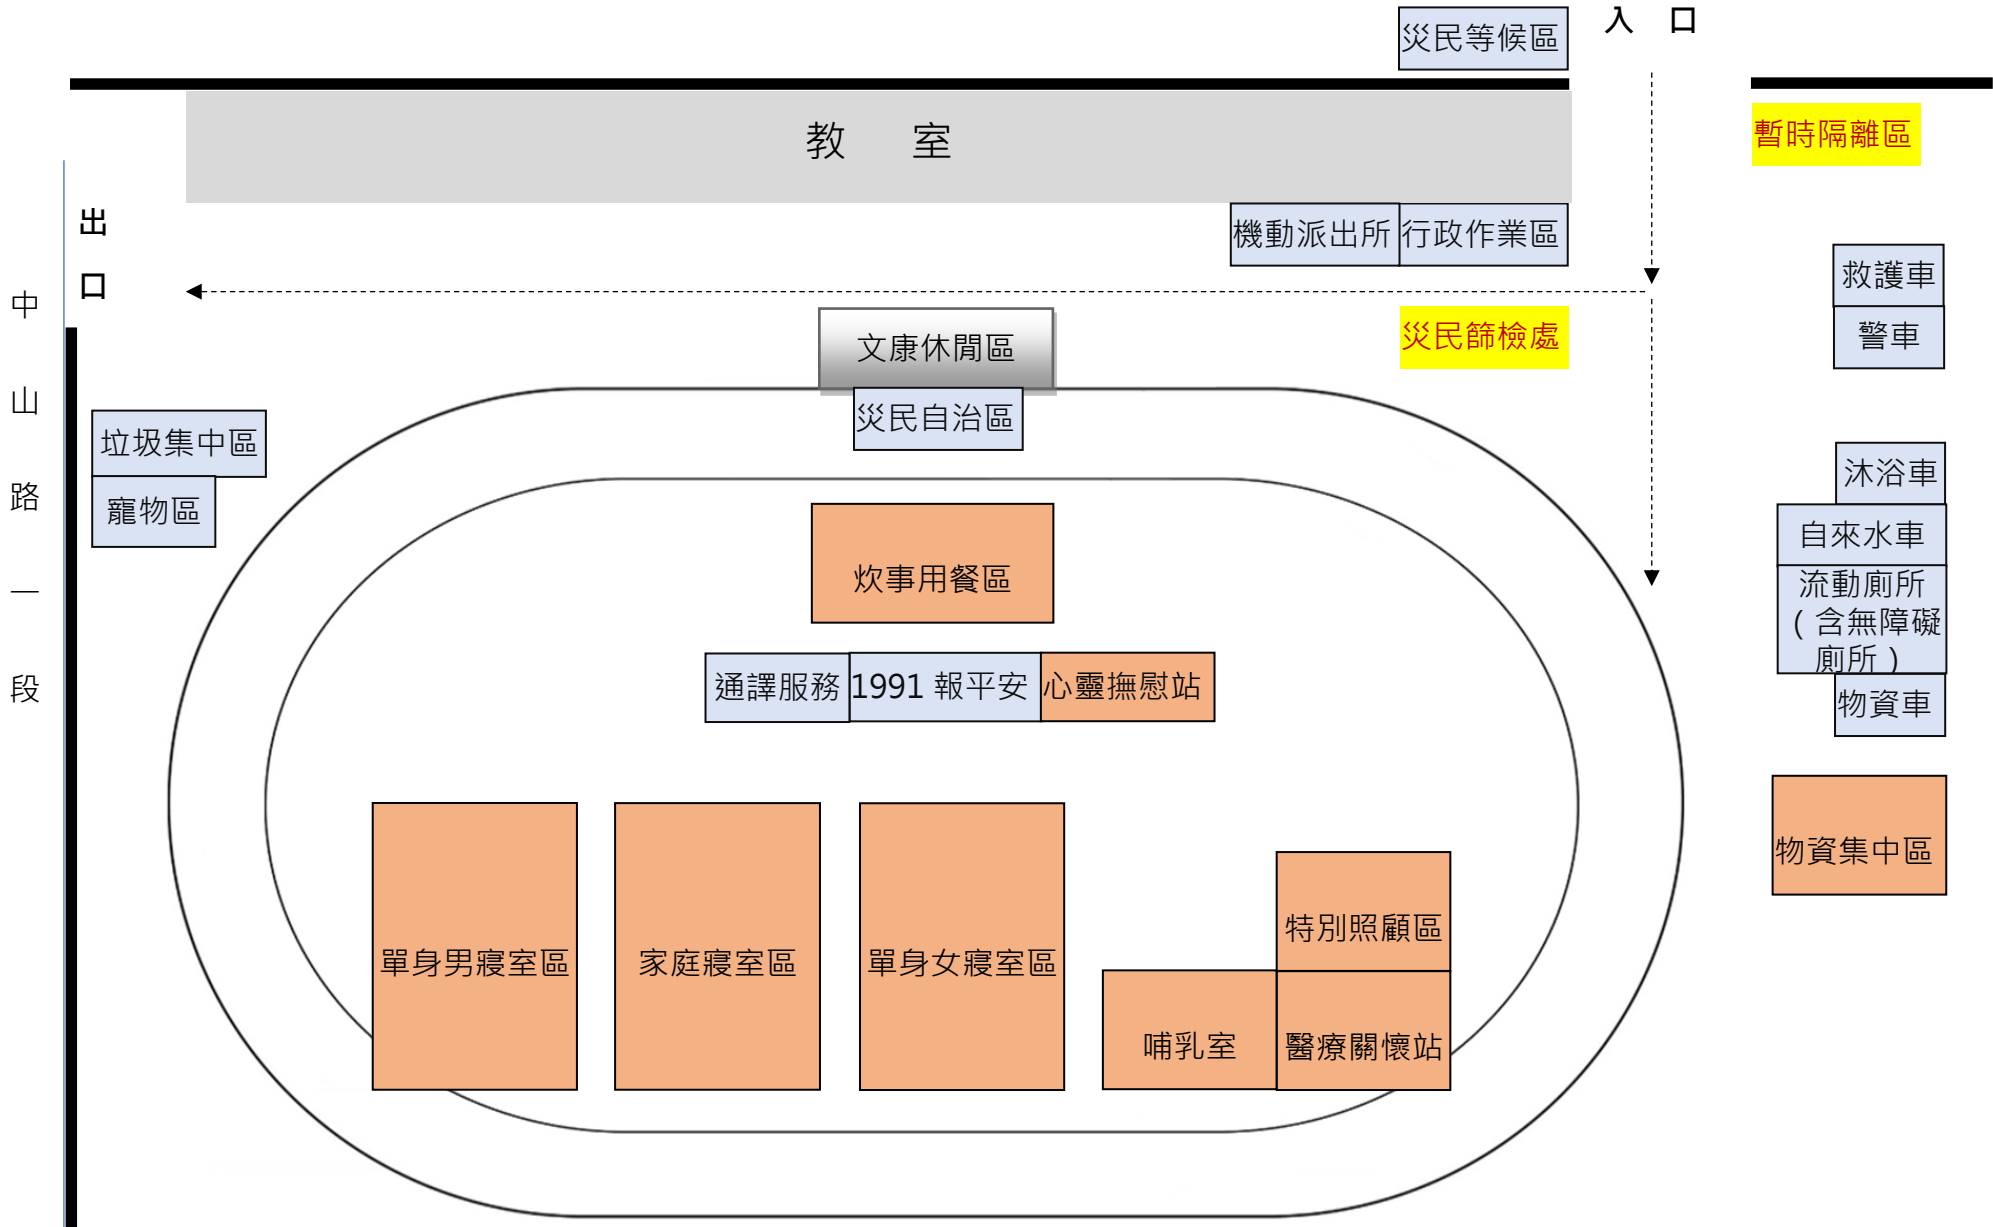 入 口
災民等候區
教 室
暫時隔離區
出
口
機動派出所
行政作業區
救護車
警車
災民篩檢處
文康休閒區
災民自治區
中
山
路
一
段
垃圾集中區
寵物區
沐浴車
自來水車
流動廁所
（含無障礙
廁所）
物資車
炊事用餐區
通譯服務
1991 報平安
心靈撫慰站
物資集中區
單身男寢室區
家庭寢室區
單身女寢室區
特別照顧區
哺乳室
醫療關懷站